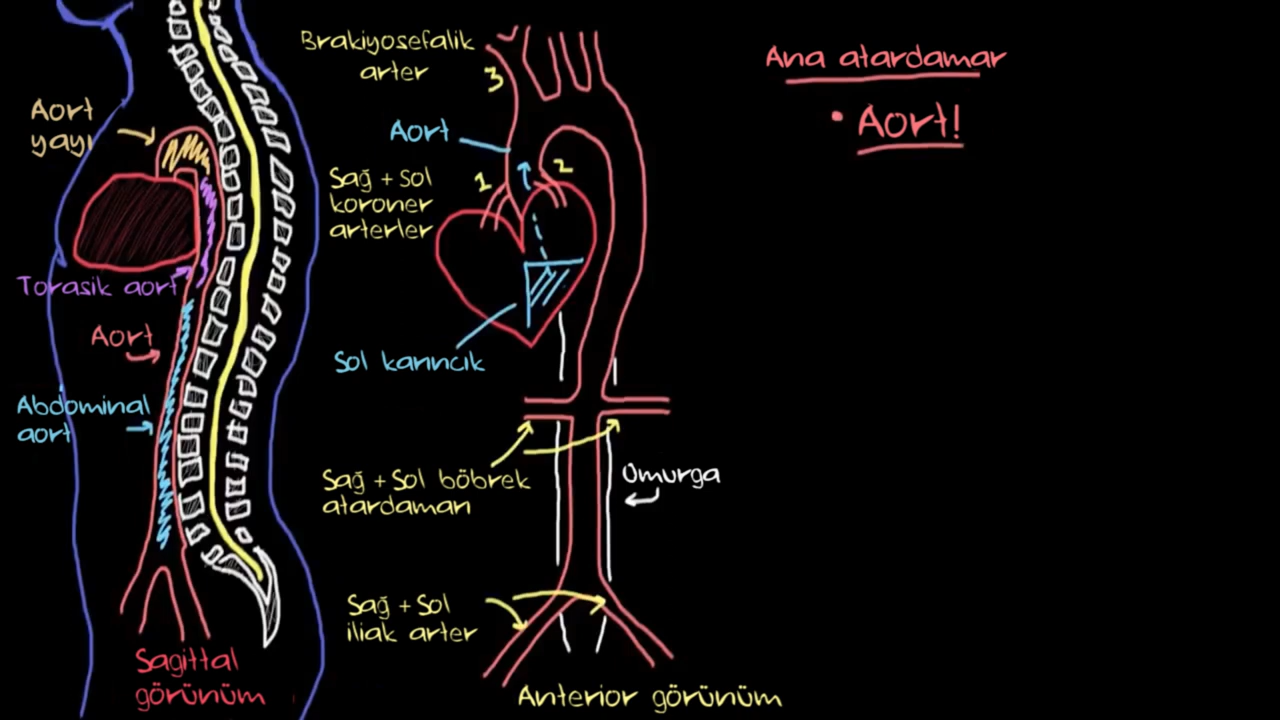 Aort
yayı
Torasik aort
Aort
Abdominal
aort
Sagittal
görünüm
Brakiyosefalik
arter
3
Aort
Sağ + Sol
koroner
arterler
1
2
Sol karıncık
Sağ + Sol böbrek
atardamarı
Omurga
Sağ + Sol
iliak arter
Anterior görünüm
Ana atardamar
• Aort!